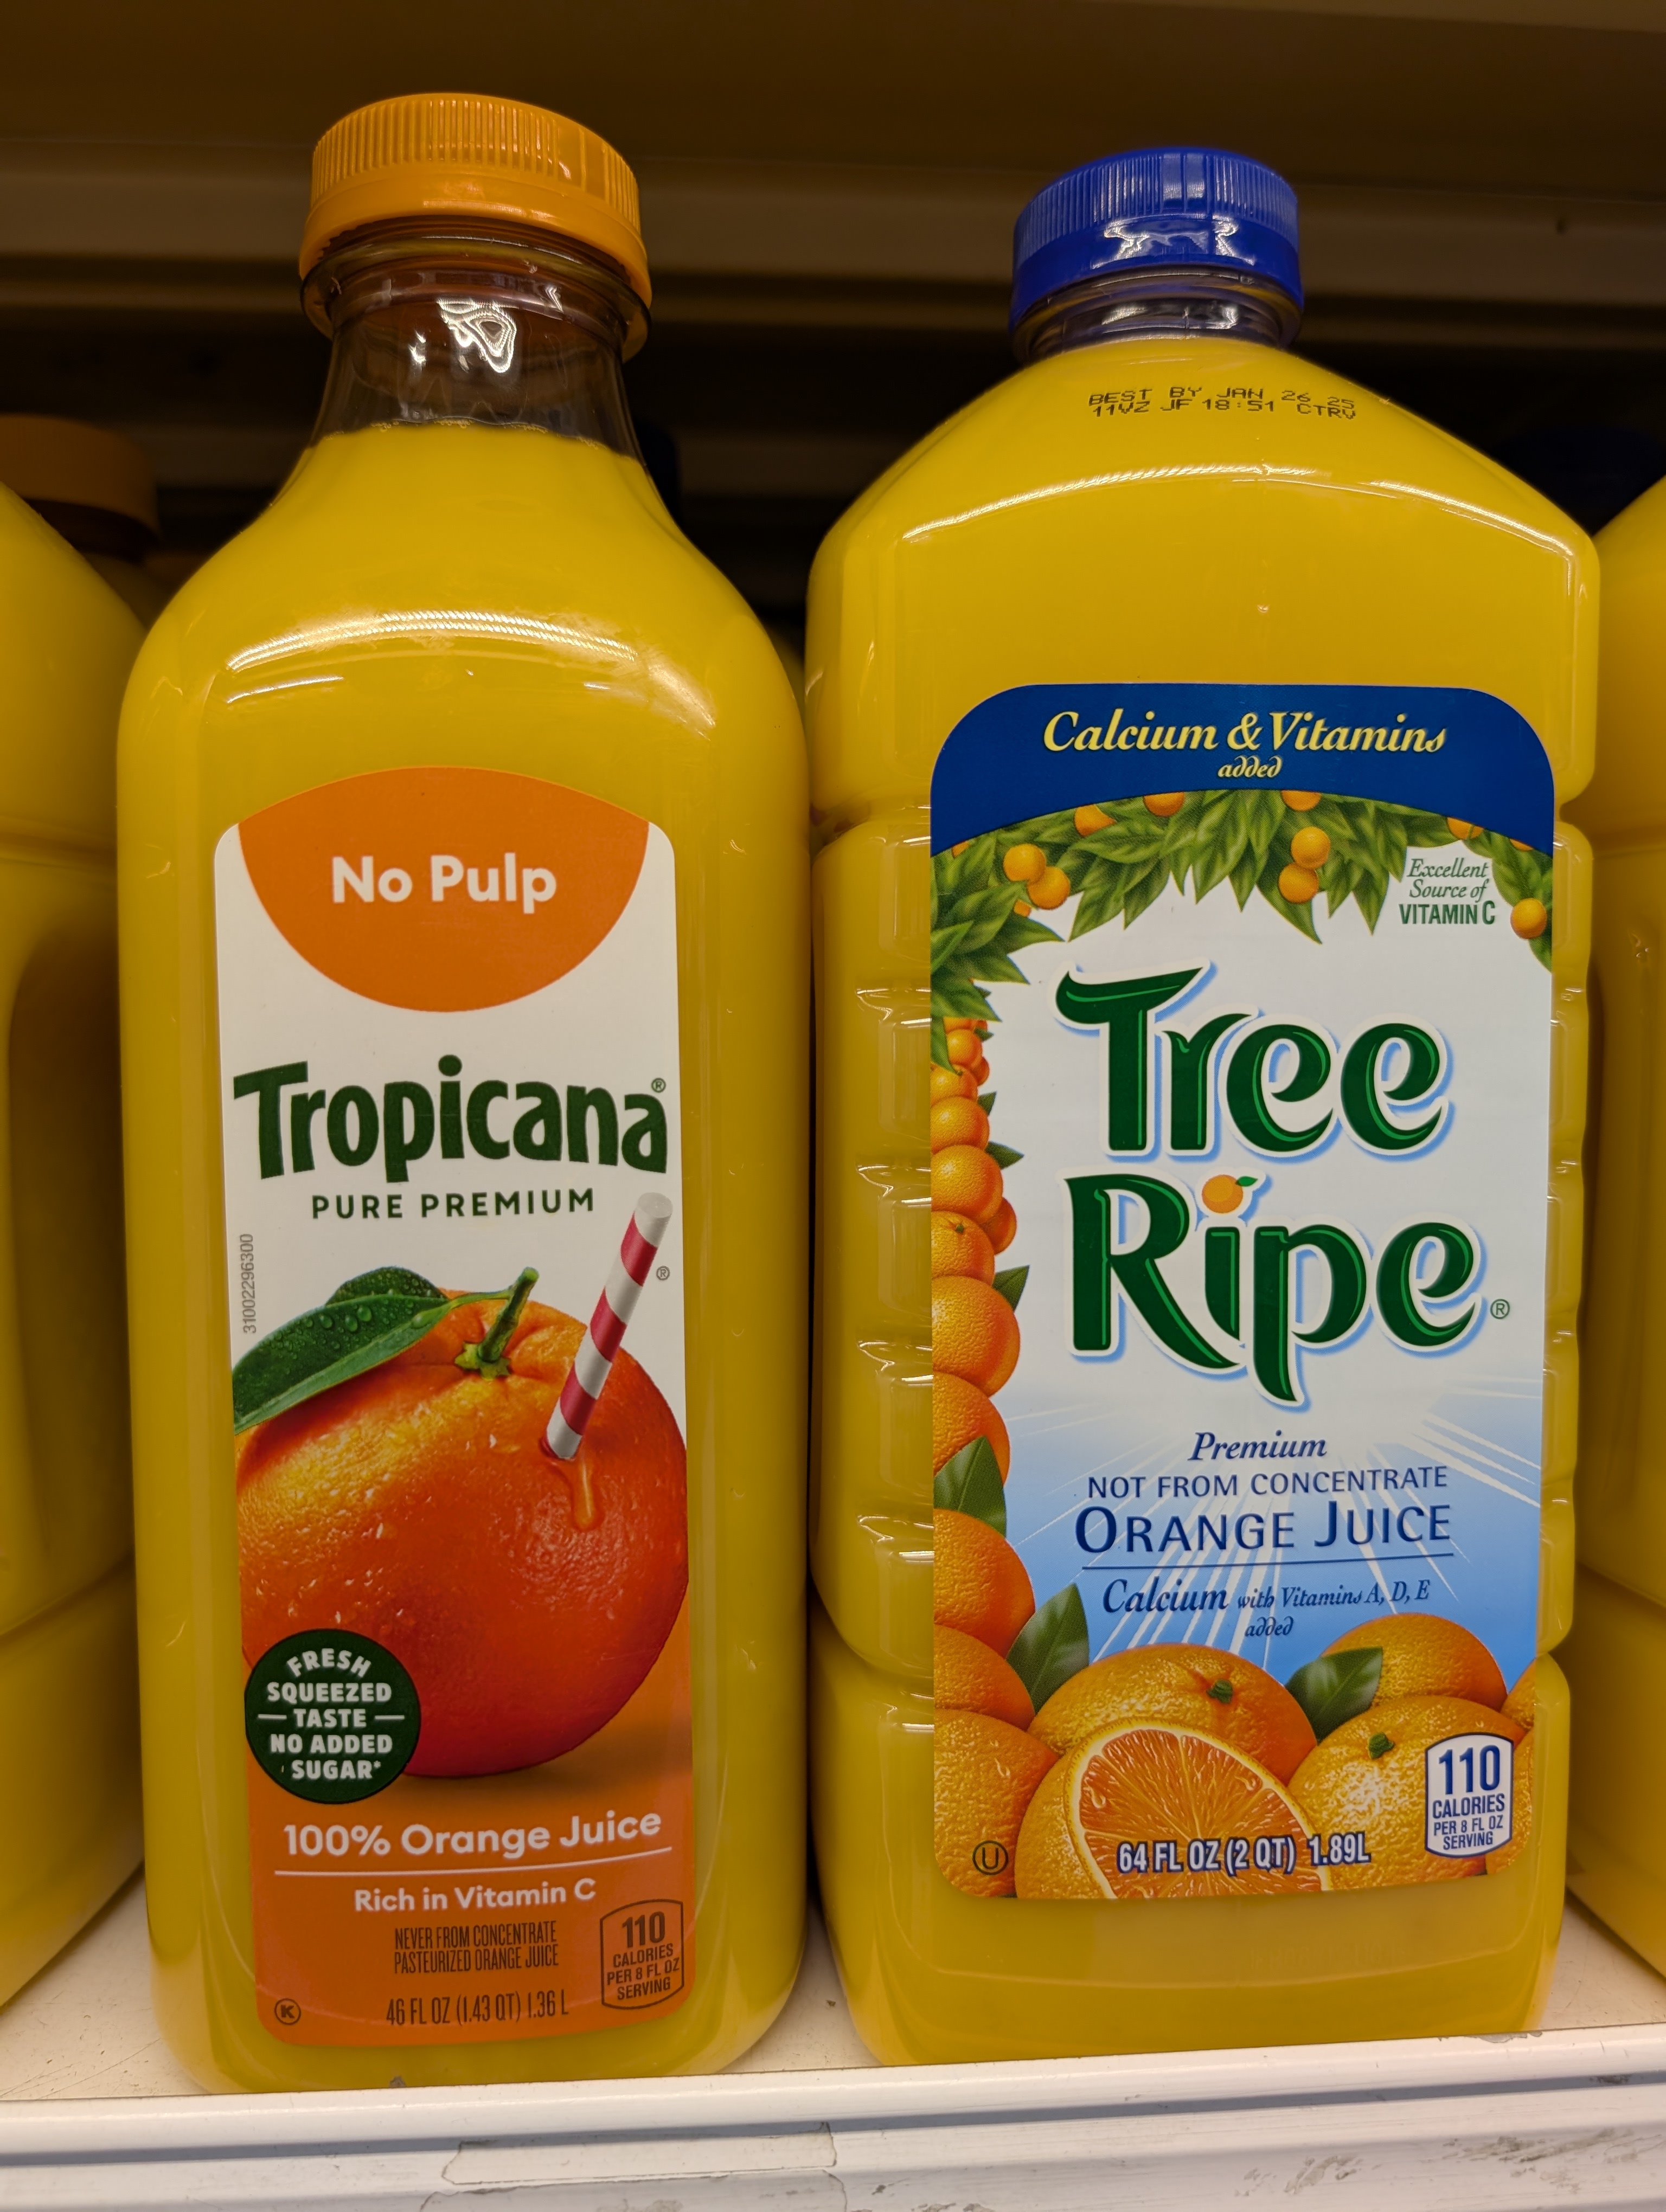 No Pulp
Tropicana®
PURE PREMIUM
®
31002296300
FRESH
SQUEEZED
TASTE
NO ADDED
SUGAR*
100% Orange Juice
Rich in Vitamin C
NEVER FROM CONCENTRATE
PASTEURIZED ORANGE JUICE
110
CALORIES
PER 8 FL OZ
SERVING
K
46 FL OZ (1.43 QT) 1.36 L
BEST BY JAN 26 25
11VZ JF 18:51 CTRV
Calcium & Vitamins
added
Excellent
Source of
VITAMIN C
Tree
Ripe®
Premium
NOT FROM CONCENTRATE
ORANGE JUICE
Calcium with Vitamins A, D, E
added
110
CALORIES
PER 8 FL OZ
SERVING
U
64 FL OZ (2 QT) 1.89L